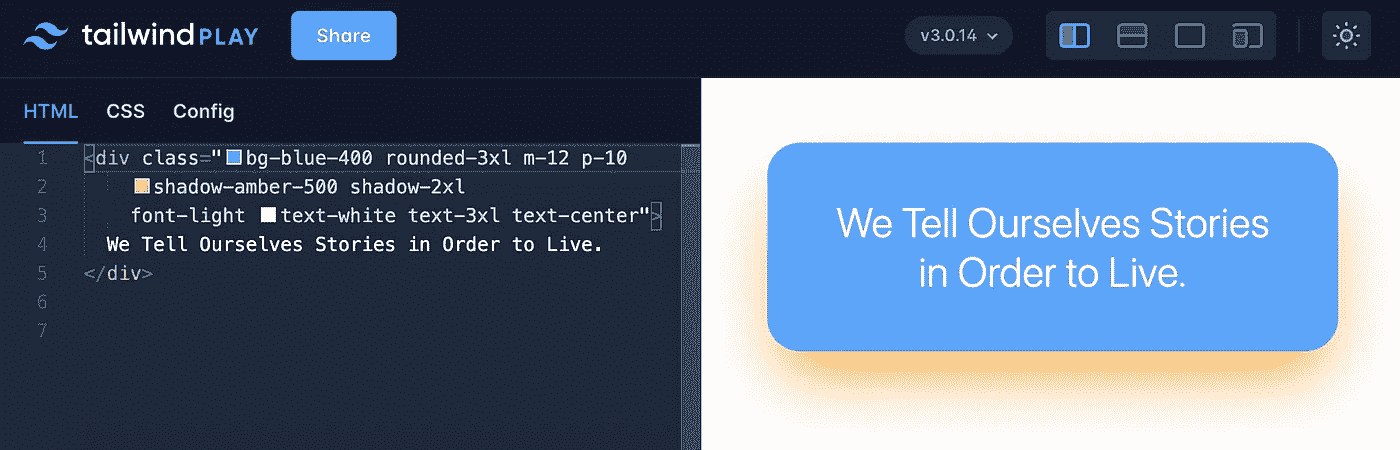 tailwind PLAY Share v3.0.14
HTML CSS Config
1 <div class="bg-blue-400 rounded-3xl m-12 p-10
2 shadow-amber-500 shadow-2xl
3 font-light text-white text-3xl text-center">
4 We Tell Ourselves Stories in Order to Live.
5 </div>
6
7
We Tell Ourselves Stories
in Order to Live.